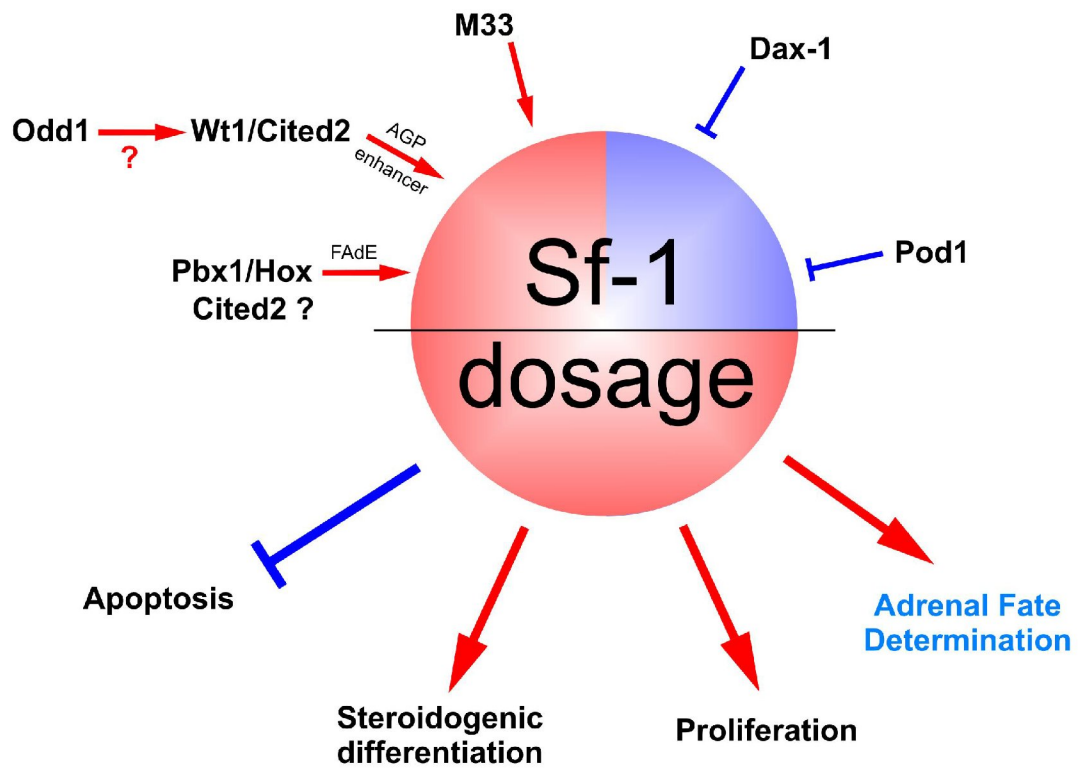 M33
Dax-1
Odd1
?
Wt1/Cited2
AGP
enhancer
Pbx1/Hox
Cited2 ?
FAdE
Pod1
Sf-1
dosage
Apoptosis
Adrenal Fate
Determination
Steroidogenic
differentiation
Proliferation